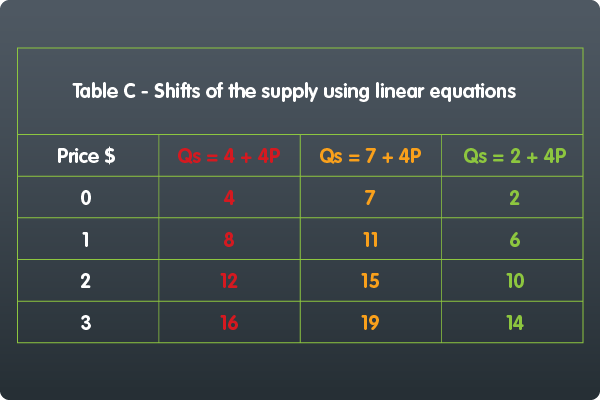 Table C - Shifts of the supply using linear equations
Price $ Qs = 4 + 4P Qs = 7 + 4P Qs = 2 + 4P
0 4 7 2
1 8 11 6
2 12 15 10
3 16 19 14